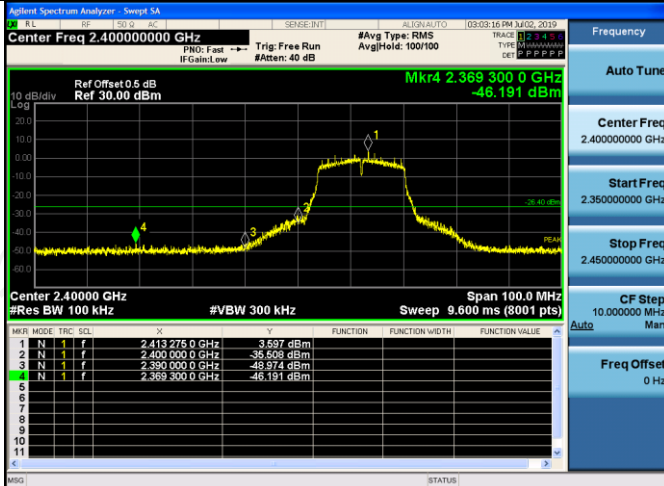 Agilent Spectrum Analyzer - Swept SA
RL RF 50 Ω AC SENSE:INT ALIGN AUTO 03:03:16 PM Jul 02, 2019
Center Freq 2.400000000 GHz
PNO: Fast
IFGain:Low
Trig: Free Run
#Atten: 40 dB
#Avg Type: RMS
Avg|Hold: 100/100
TRACE 1 2 3 4 5 6
TYPE M
DET P P P P P P
Frequency
Auto Tune
Center Freq
2.400000000 GHz
Start Freq
2.350000000 GHz
Stop Freq
2.450000000 GHz
CF Step
10.000000 MHz
Auto Man
Freq Offset
0 Hz
Mkr4 2.369 300 0 GHz
-46.191 dBm
Ref Offset 0.5 dB
10 dB/div Ref 30.00 dBm
Log
20.0
10.0
0.00
-10.0
-20.0
-30.0
-40.0
-50.0
-60.0
1
2
3
4
-26.40 dBm
PEAK
Center 2.40000 GHz Span 100.0 MHz
#Res BW 100 kHz #VBW 300 kHz Sweep 9.600 ms (8001 pts)
MKR MODE TRC SCL X Y FUNCTION FUNCTION WIDTH FUNCTION VALUE
1 N 1 f 2.413 275 0 GHz 3.597 dBm
2 N 1 f 2.400 000 0 GHz -35.508 dBm
3 N 1 f 2.390 000 0 GHz -48.974 dBm
4 N 1 f 2.369 300 0 GHz -46.191 dBm
5
6
7
8
9
10
11
MSG STATUS